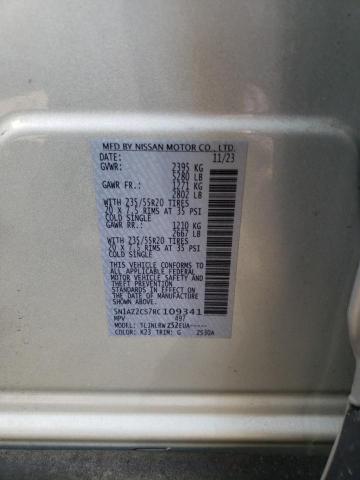 MFD BY NISSAN MOTOR CO., LTD.
DATE: 11/23
GVWR: 2395 KG
5280 LB
GAWR FR.: 1271 KG
2802 LB
WITH 235/55R20 TIRES
20 X 7.5 RIMS AT 35 PSI
COLD SINGLE
GAWR RR.: 1210 KG
2667 LB
WITH 235/55R20 TIRES
20 X 7.5 RIMS AT 35 PSI
COLD SINGLE
THIS VEHICLE CONFORMS TO ALL
APPLICABLE FEDERAL MOTOR
VEHICLE SAFETY STANDARDS IN
EFFECT ON THE DATE OF
MANUFACTURE SHOWN ABOVE.
5N1AZ2CS7RC109341
MPV 497
MODEL: TLJNLRWZ52EUA-----
COLOR: K23 TRIM: G Z530A